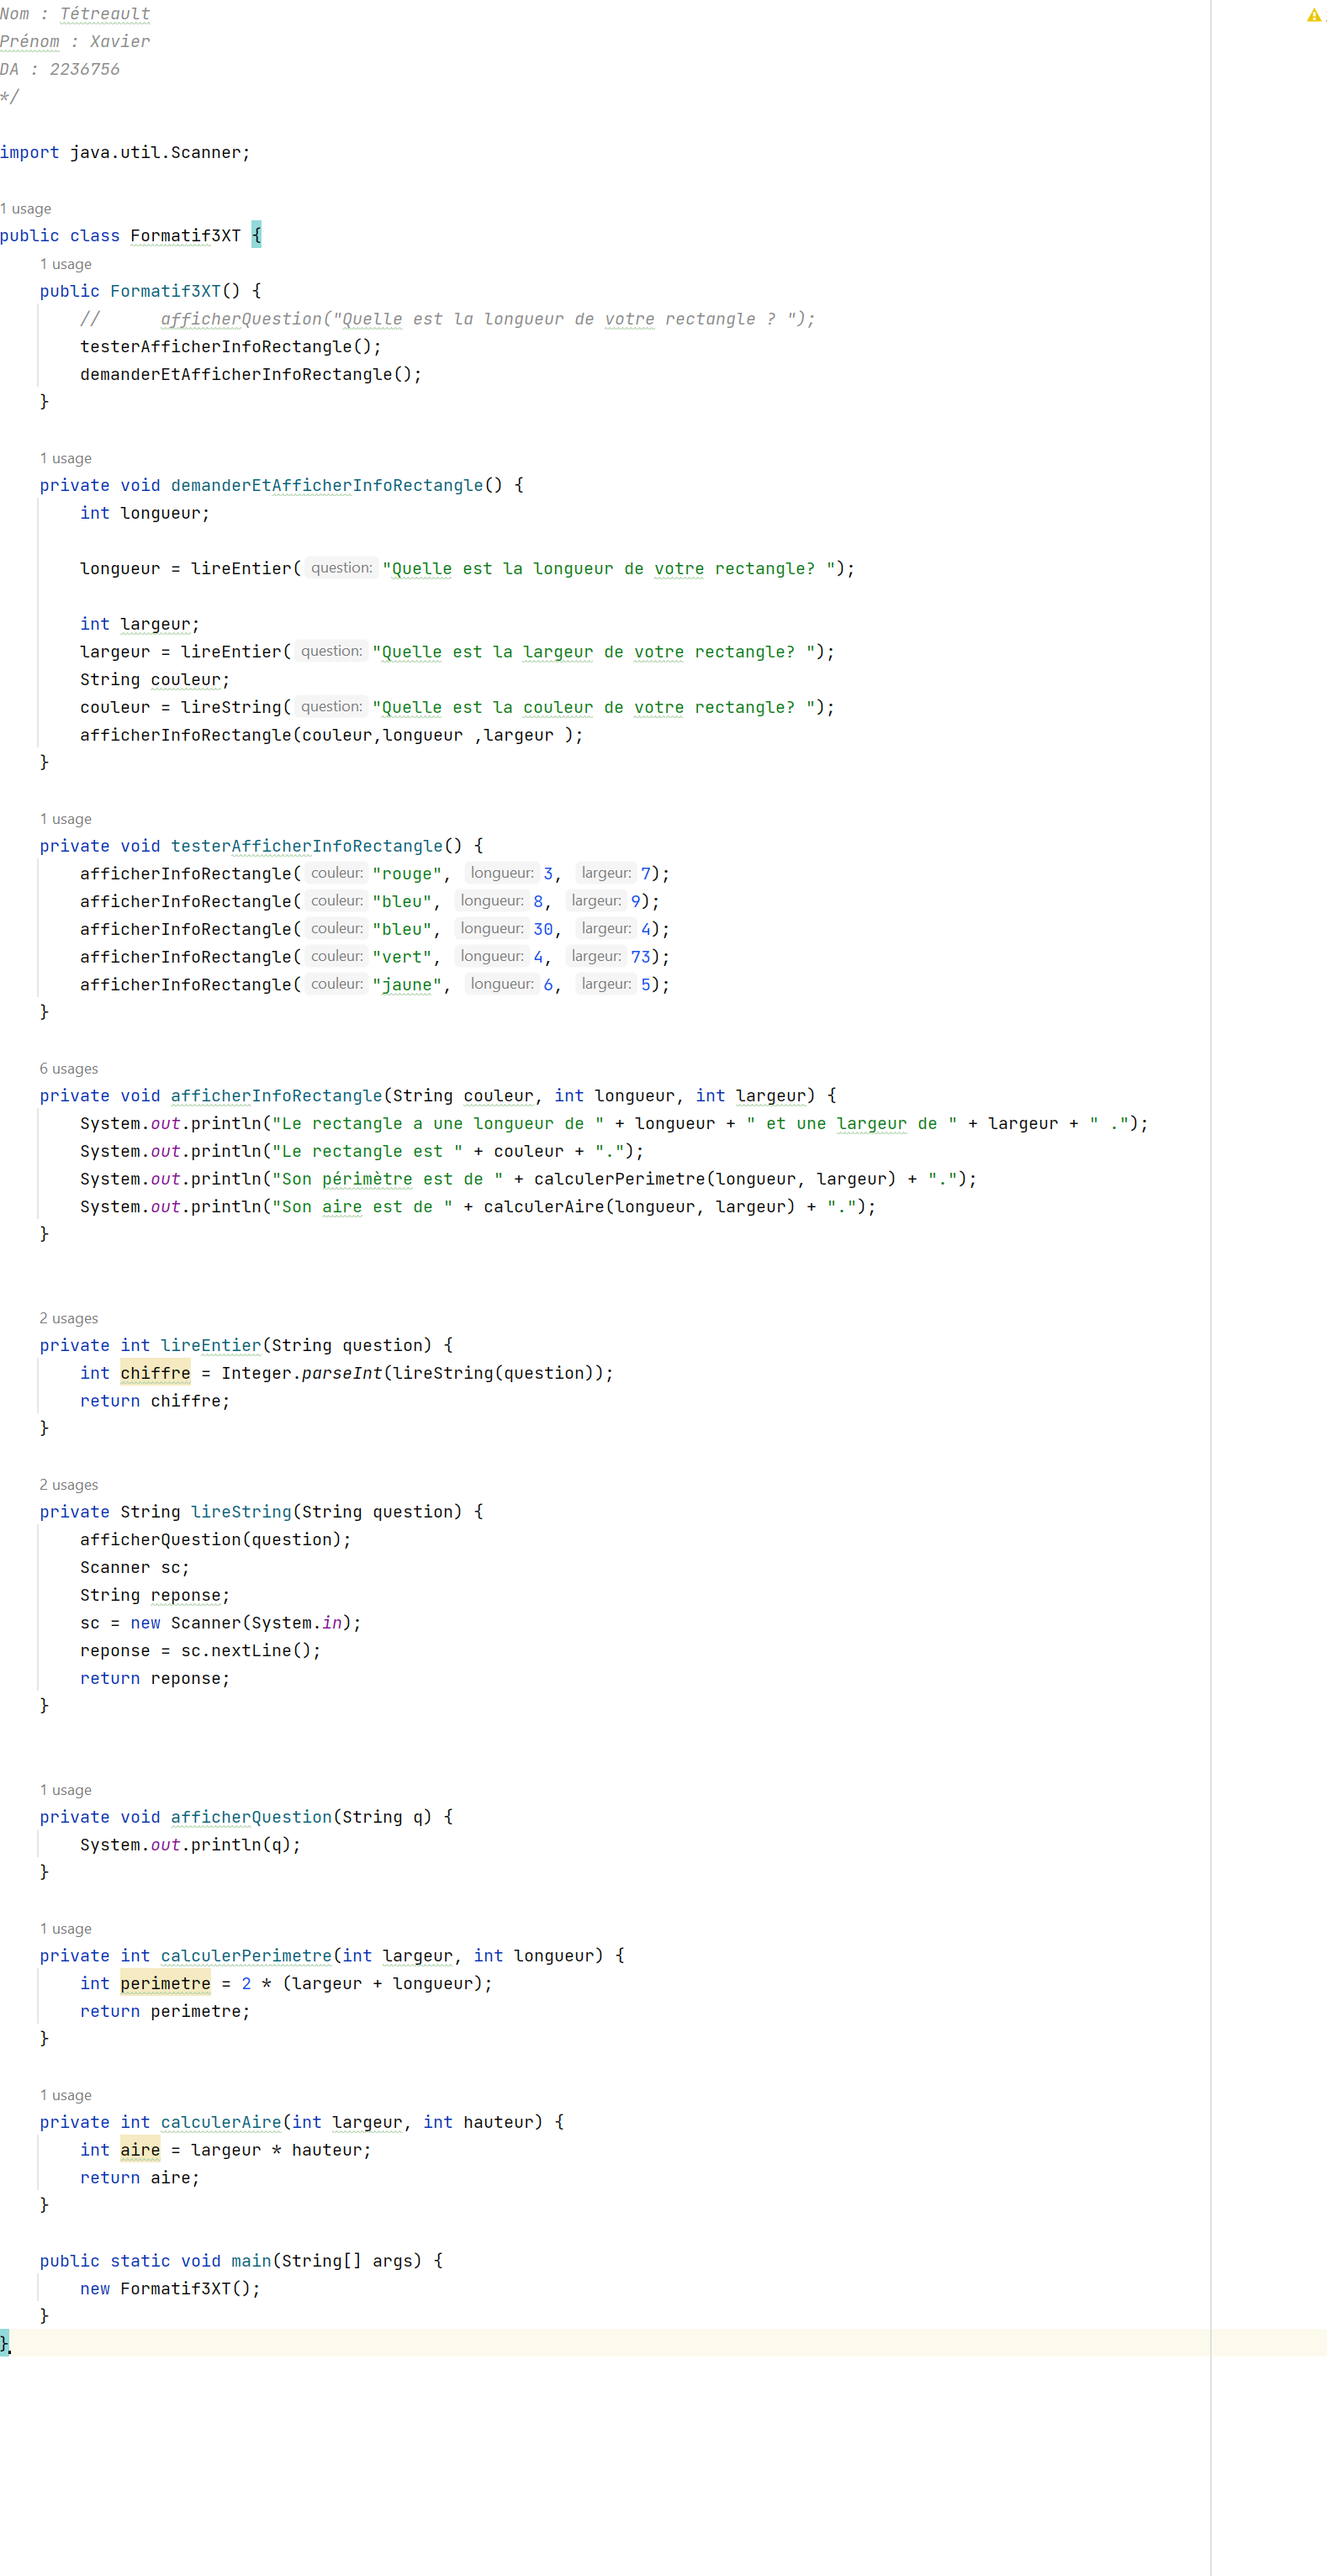 Nom : Tétreault
Prénom : Xavier
DA : 2236756
*/
import java.util.Scanner;
1 usage
public class Formatif3XT {
1 usage
public Formatif3XT() {
//      afficherQuestion("Quelle est la longueur de votre rectangle ? ");
testerAfficherInfoRectangle();
demanderEtAfficherInfoRectangle();
}
1 usage
private void demanderEtAfficherInfoRectangle() {
int longueur;
longueur = lireEntier( question: "Quelle est la longueur de votre rectangle? ");
int largeur;
largeur = lireEntier( question: "Quelle est la largeur de votre rectangle? ");
String couleur;
couleur = lireString( question: "Quelle est la couleur de votre rectangle? ");
afficherInfoRectangle(couleur,longueur ,largeur );
}
1 usage
private void testerAfficherInfoRectangle() {
afficherInfoRectangle( couleur: "rouge", longueur: 3, largeur: 7);
afficherInfoRectangle( couleur: "bleu", longueur: 8, largeur: 9);
afficherInfoRectangle( couleur: "bleu", longueur: 30, largeur: 4);
afficherInfoRectangle( couleur: "vert", longueur: 4, largeur: 73);
afficherInfoRectangle( couleur: "jaune", longueur: 6, largeur: 5);
}
6 usages
private void afficherInfoRectangle(String couleur, int longueur, int largeur) {
System.out.println("Le rectangle a une longueur de " + longueur + " et une largeur de " + largeur + " .");
System.out.println("Le rectangle est " + couleur + ".");
System.out.println("Son périmètre est de " + calculerPerimetre(longueur, largeur) + ".");
System.out.println("Son aire est de " + calculerAire(longueur, largeur) + ".");
}
2 usages
private int lireEntier(String question) {
int chiffre = Integer.parseInt(lireString(question));
return chiffre;
}
2 usages
private String lireString(String question) {
afficherQuestion(question);
Scanner sc;
String reponse;
sc = new Scanner(System.in);
reponse = sc.nextLine();
return reponse;
}
1 usage
private void afficherQuestion(String q) {
System.out.println(q);
}
1 usage
private int calculerPerimetre(int largeur, int longueur) {
int perimetre = 2 * (largeur + longueur);
return perimetre;
}
1 usage
private int calculerAire(int largeur, int hauteur) {
int aire = largeur * hauteur;
return aire;
}
public static void main(String[] args) {
new Formatif3XT();
}
}